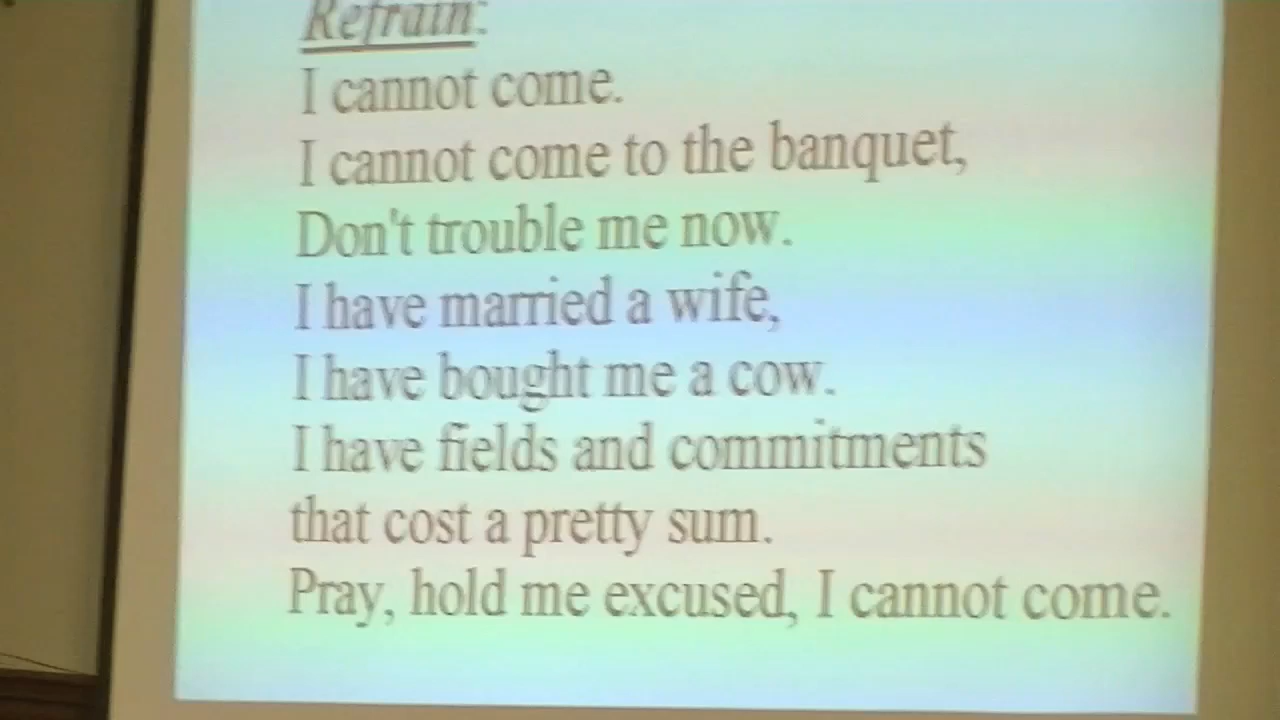 Refrain:
I cannot come.
I cannot come to the banquet,
Don't trouble me now.
I have married a wife,
I have bought me a cow.
I have fields and commitments
that cost a pretty sum.
Pray, hold me excused, I cannot come.